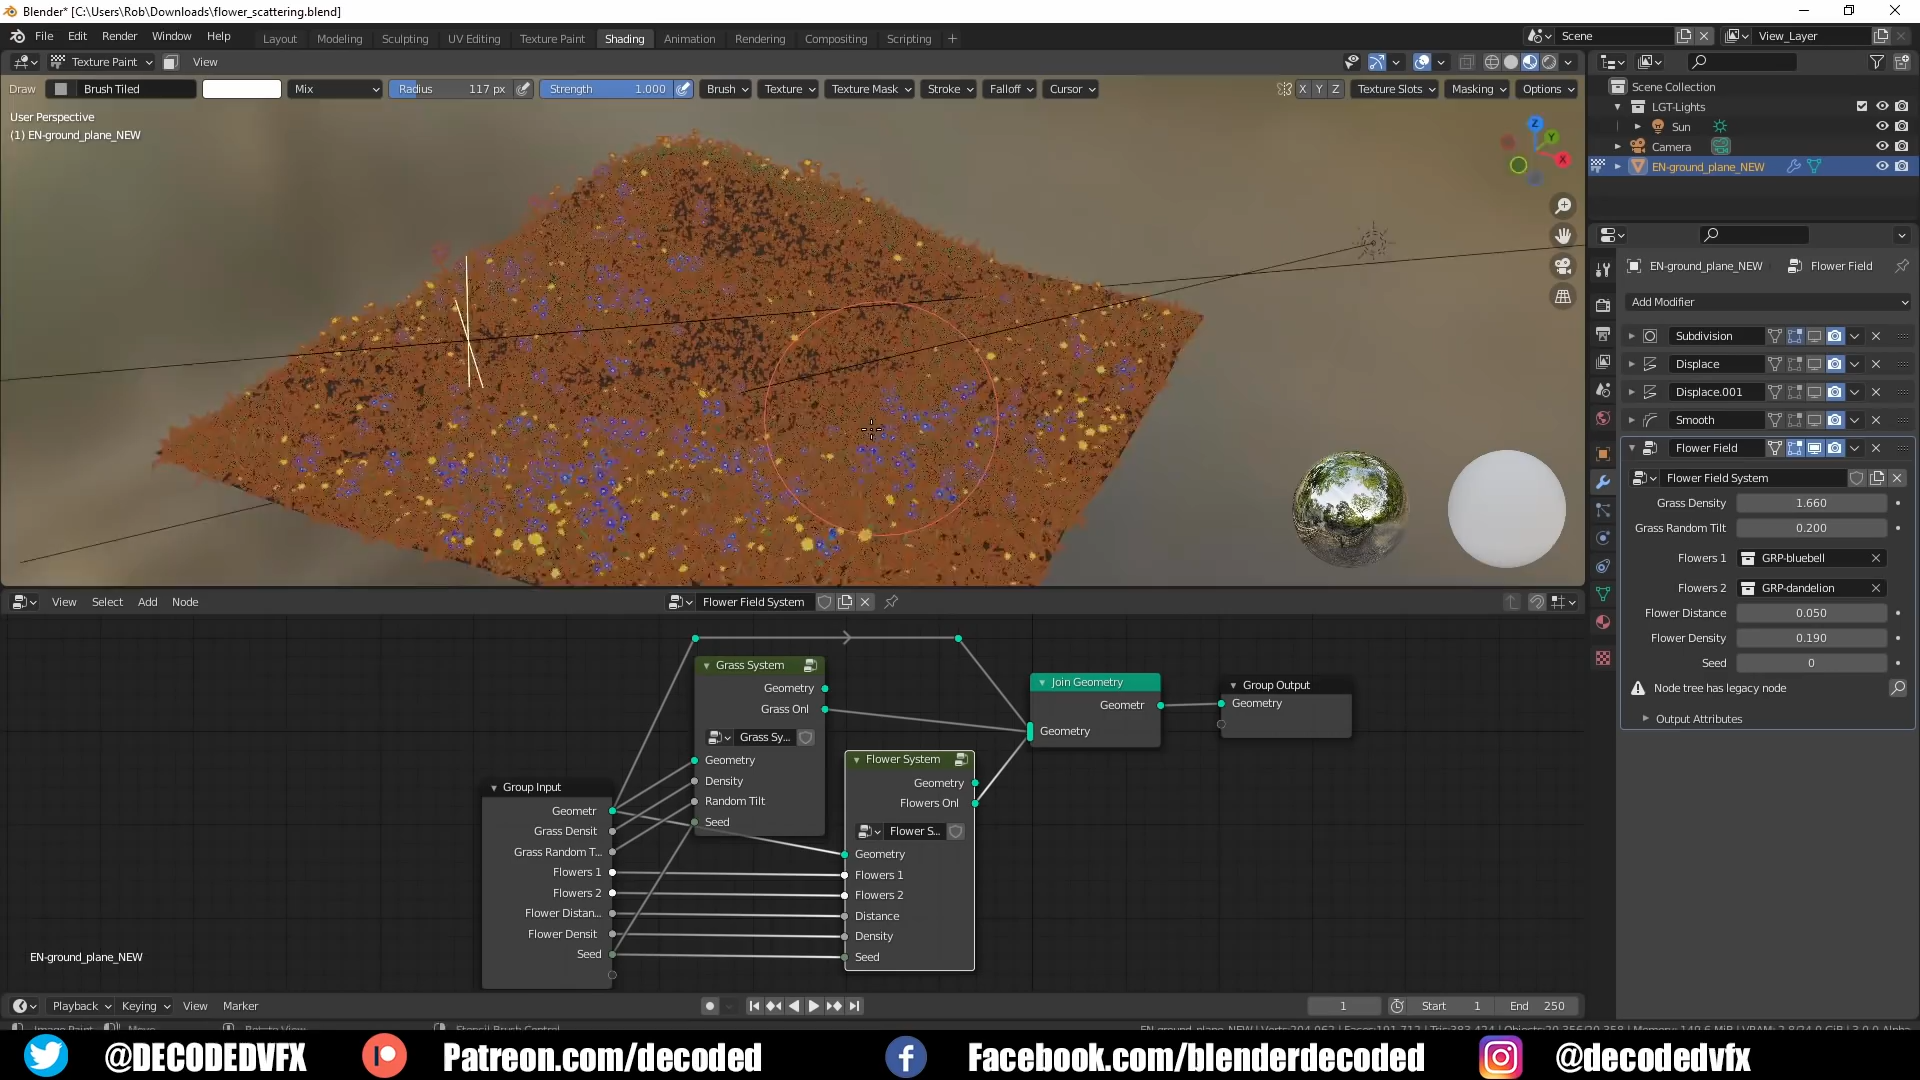 Blender* [C:\Users\Rob\Downloads\flower_scattering.blend]
File Edit Render Window Help
Layout Modeling Sculpting UV Editing Texture Paint Shading Animation Rendering Compositing Scripting +
Scene
View_Layer
Texture Paint View
Draw Brush Tiled Mix Radius 117 px Strength 1.000 Brush Texture Texture Mask Stroke Falloff Cursor
X Y Z Texture Slots Masking Options
User Perspective
(1) EN-ground_plane_NEW
Z
Y
X
Scene Collection
LGT-Lights
Sun
Camera
EN-ground_plane_NEW
EN-ground_plane_NEW Flower Field
Add Modifier
Subdivision
Displace
Displace.001
Smooth
Flower Field
Flower Field System
Grass Density 1.660
Grass Random Tilt 0.200
Flowers 1 GRP-bluebell
Flowers 2 GRP-dandelion
Flower Distance 0.050
Flower Density 0.190
Seed 0
Node tree has legacy node
Output Attributes
View Select Add Node
Flower Field System
Grass System
Geometry
Grass Onl
Grass Sy...
Geometry
Density
Random Tilt
Seed
Flower System
Geometry
Flowers Onl
Flower S...
Geometry
Flowers 1
Flowers 2
Distance
Density
Seed
Join Geometry
Geometr
Geometry
Group Output
Geometry
Group Input
Geometr
Grass Densit
Grass Random T...
Flowers 1
Flowers 2
Flower Distan...
Flower Densit
Seed
EN-ground_plane_NEW
Playback Keying View Marker
1 Start 1 End 250
@DECODEDVFX Patreon.com/decoded Facebook.com/blenderdecoded @decodedvfx